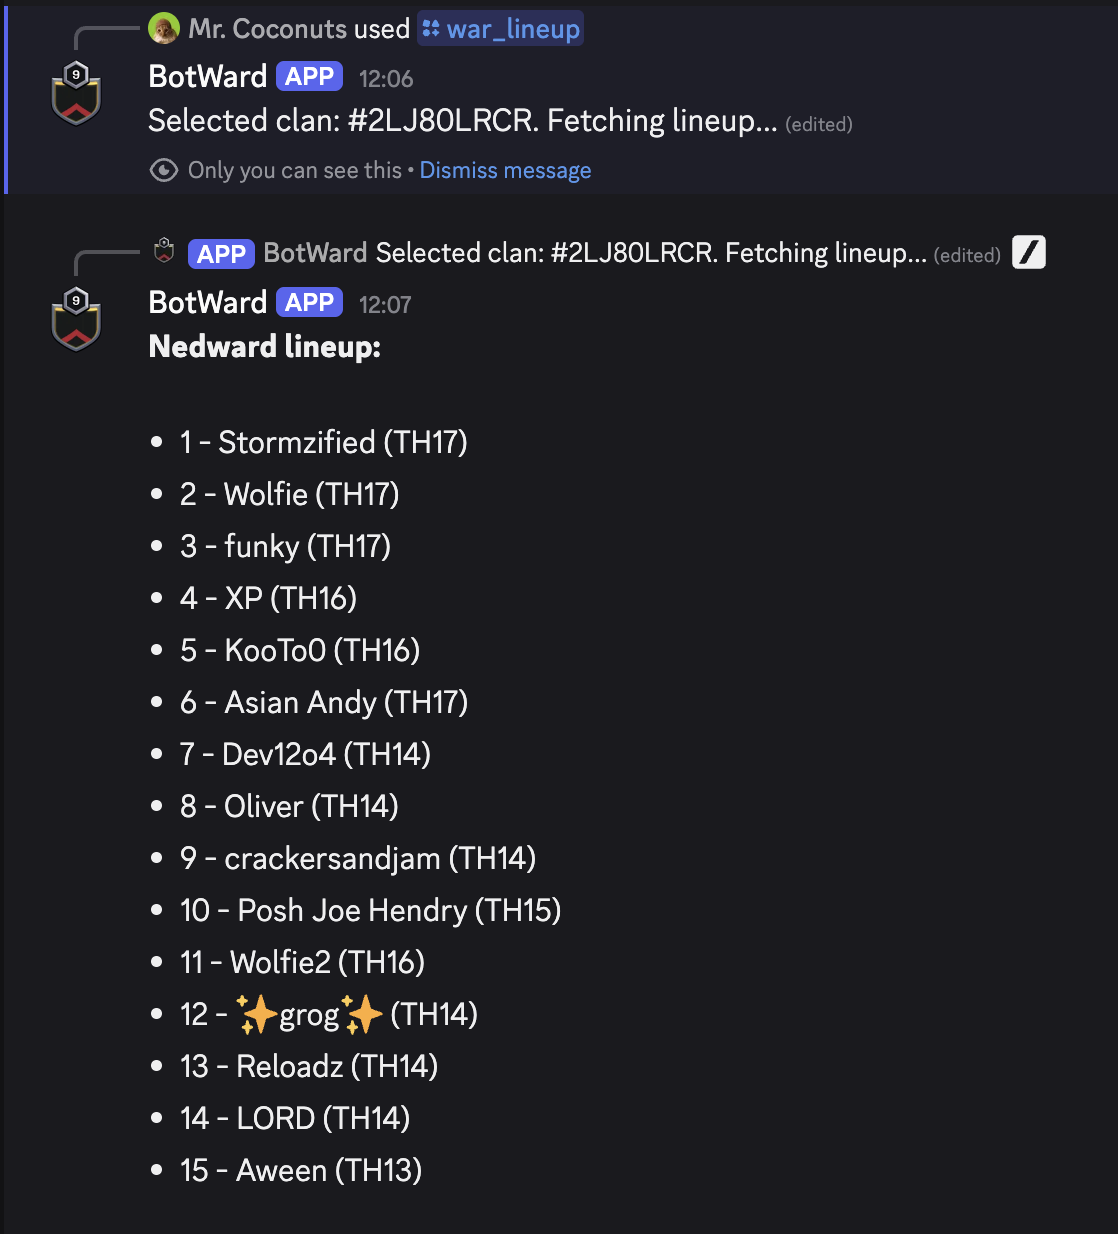 Mr. Coconuts used war_lineup
9
BotWard APP 12:06
Selected clan: #2LJ80LRCR. Fetching lineup... (edited)
Only you can see this • Dismiss message
APP BotWard Selected clan: #2LJ80LRCR. Fetching lineup... (edited)
9
BotWard APP 12:07
Nedward lineup:
• 1 - Stormzified (TH17)
• 2 - Wolfie (TH17)
• 3 - funky (TH17)
• 4 - XP (TH16)
• 5 - KooTo0 (TH16)
• 6 - Asian Andy (TH17)
• 7 - Dev12o4 (TH14)
• 8 - Oliver (TH14)
• 9 - crackersandjam (TH14)
• 10 - Posh Joe Hendry (TH15)
• 11 - Wolfie2 (TH16)
• 12 - ✨grog✨ (TH14)
• 13 - Reloadz (TH14)
• 14 - LORD (TH14)
• 15 - Aween (TH13)